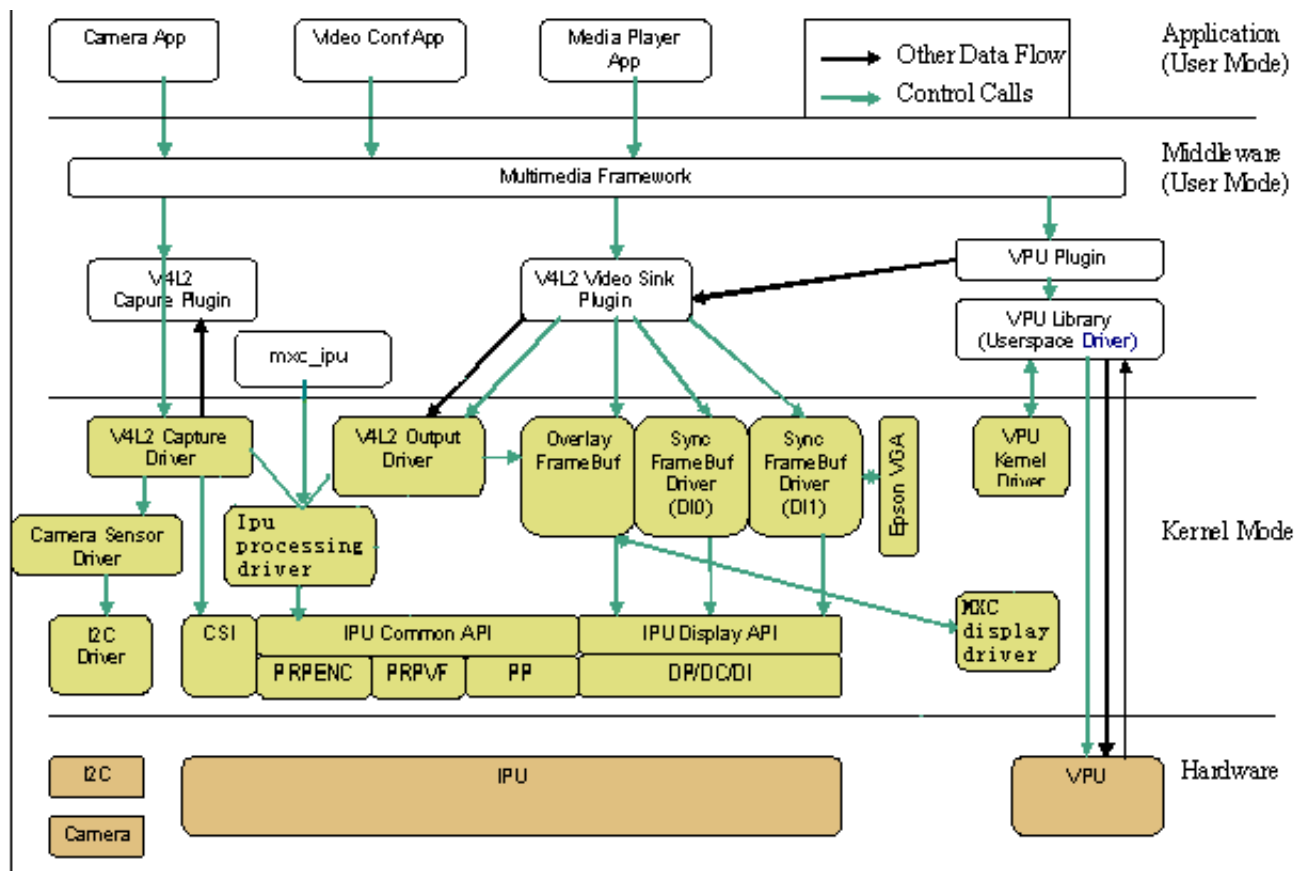 Camera App
Video Conf App
Media Player
App
Other Data Flow
Control Calls
Application
(User Mode)
Multimedia Framework
Middleware
(User Mode)
V4L2
Capure Plugin
V4L2 Video Sink
Plugin
VPU Plugin
VPU Library
(Userspace Driver)
mxc_ipu
V4L2 Capture
Driver
V4L2 Output
Driver
Overlay
FrameBuf
Sync
FrameBuf
Driver
(DI0)
Sync
FrameBuf
Driver
(DI1)
Epson VGA
VPU
Kernel
Driver
Camera Sensor
Driver
Ipu
processing
driver
Kernel Mode
I2C
Driver
CSI
IPU Common API
IPU Display API
PRPENC
PRPVF
PP
DP/DC/DI
MXC
display
driver
I2C
Camera
IPU
VPU
Hardware